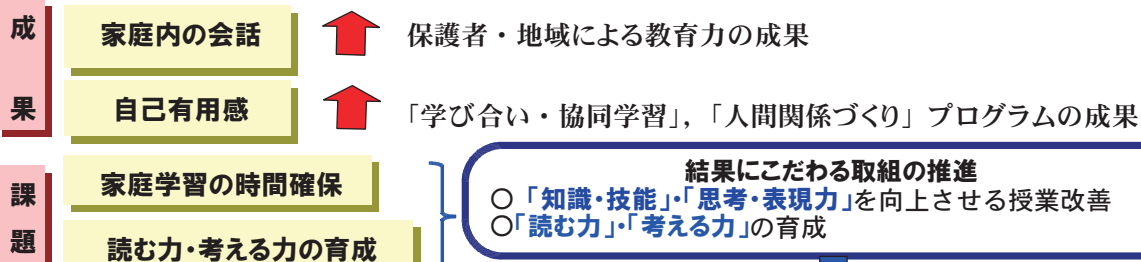 成果
家庭内の会話
保護者・地域による教育力の成果
自己有用感
「学び合い・協同学習」,「人間関係づくり」プログラムの成果
課題
家庭学習の時間確保
読む力・考える力の育成
結果にこだわる取組の推進
○「知識・技能」・「思考・表現力」を向上させる授業改善
○「読む力」・「考える力」の育成